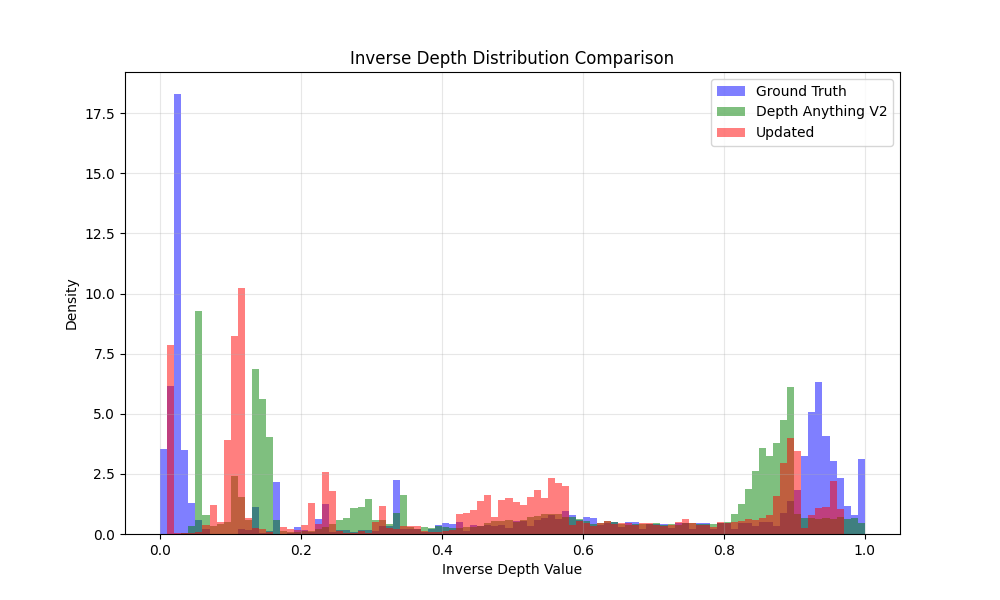 Inverse Depth Distribution Comparison
Ground Truth
Depth Anything V2
Updated
17.5
15.0
12.5
10.0
7.5
5.0
2.5
0.0
Density
0.0 0.2 0.4 0.6 0.8 1.0
Inverse Depth Value